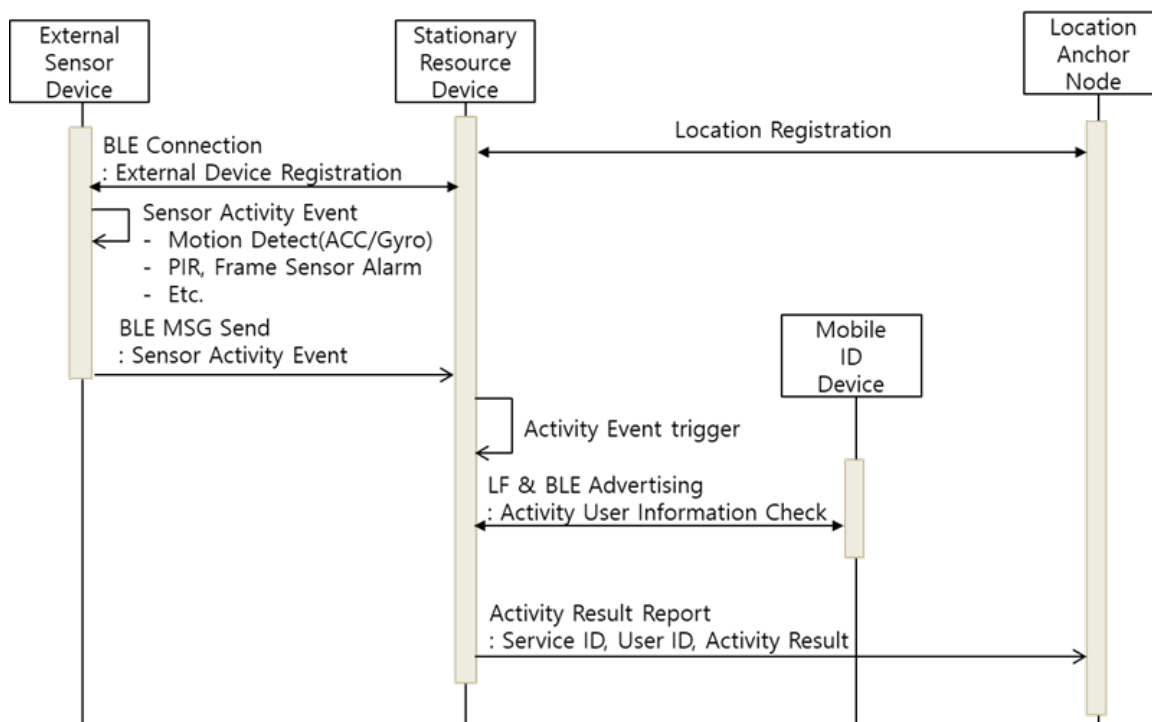 External
Sensor
Device
Stationary
Resource
Device
Location
Anchor
Node
Location Registration
BLE Connection
: External Device Registration
Sensor Activity Event
- Motion Detect(ACC/Gyro)
- PIR, Frame Sensor Alarm
- Etc.
BLE MSG Send
: Sensor Activity Event
Mobile
ID
Device
Activity Event trigger
LF & BLE Advertising
: Activity User Information Check
Activity Result Report
: Service ID, User ID, Activity Result